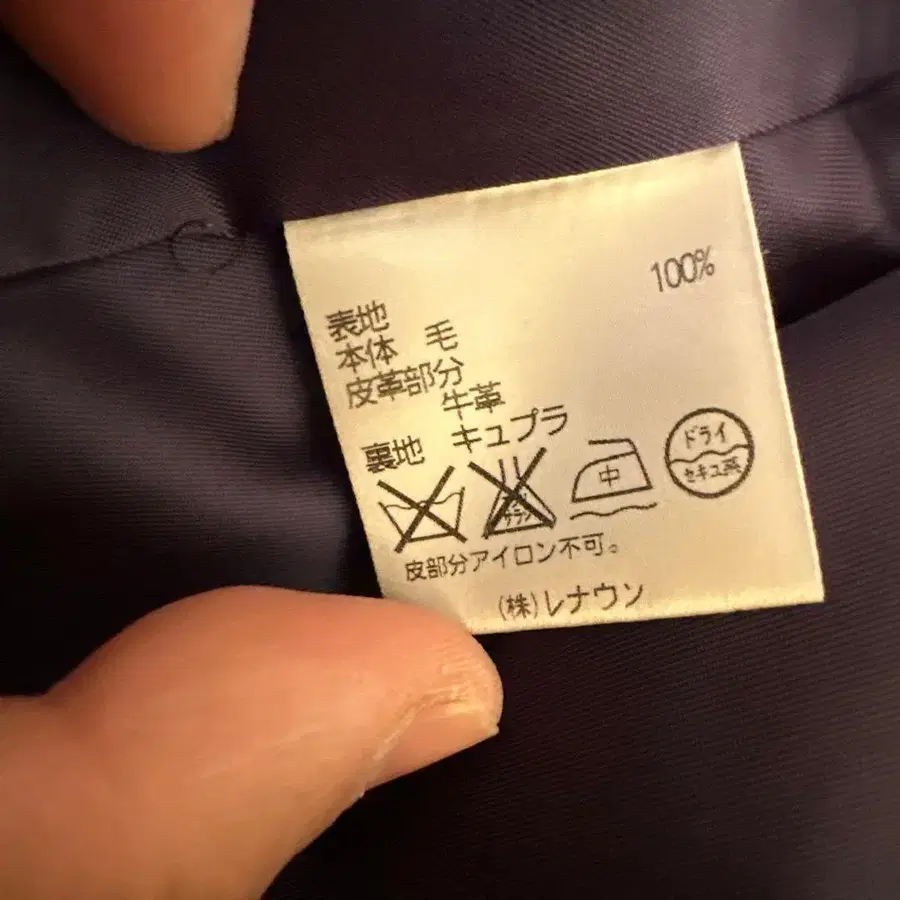 表地
本体 毛 100%
皮革部分
牛革
裏地 キュプラ
中
ドライ
セキユ系
皮部分アイロン不可。
(株)レナウン